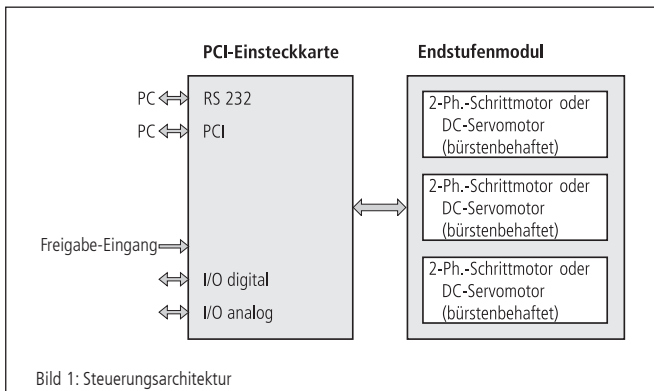 PCI-Einsteckkarte
Endstufenmodul
PC
RS 232
PC
PCI
Freigabe-Eingang
I/O digital
I/O analog
2-Ph.-Schrittmotor oder
DC-Servomotor
(bürstenbehaftet)
2-Ph.-Schrittmotor oder
DC-Servomotor
(bürstenbehaftet)
2-Ph.-Schrittmotor oder
DC-Servomotor
(bürstenbehaftet)
Bild 1: Steuerungsarchitektur